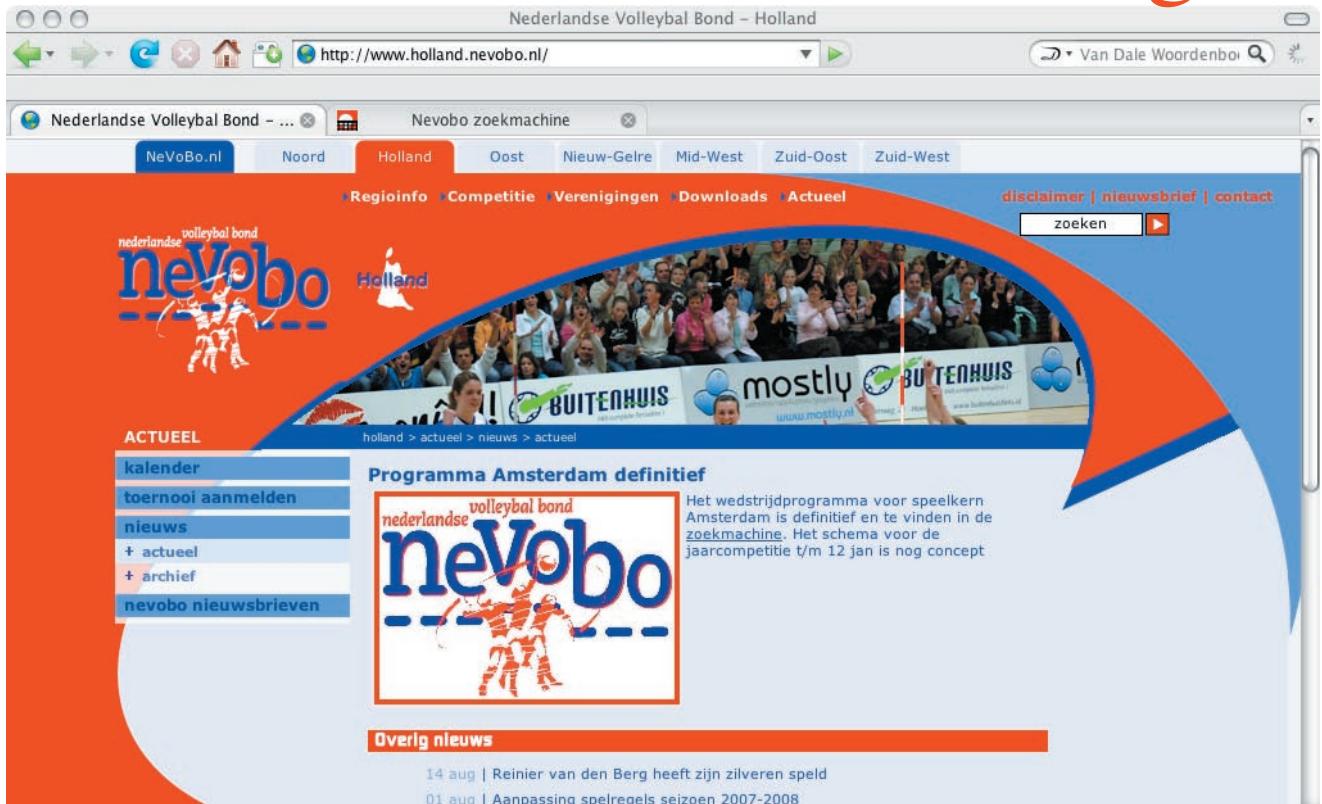 Nederlandse Volleybal Bond – Holland
http://www.holland.nevobo.nl/
Van Dale Woordenbo
Nederlandse Volleybal Bond – ...
Nevobo zoekmachine
NeVoBo.nl Noord Holland Oost Nieuw-Gelre Mid-West Zuid-Oost Zuid-West
Regioinfo Competitie Verenigingen Downloads Actueel
disclaimer | nieuwsbrief | contact
zoeken
nederlandse volleybal bond
nevobo
Holland
BUITENHUIS
mostly
www.mostly.nl
BUITENHUIS
ACTUEEL
holland > actueel > nieuws > actueel
kalender
toernooi aanmelden
nieuws
+ actueel
+ archief
nevobo nieuwsbrieven
Programma Amsterdam definitief
nederlandse volleybal bond
nevobo
Het wedstrijdprogramma voor speelkern
Amsterdam is definitief en te vinden in de
zoekmachine. Het schema voor de
jaarcompetitie t/m 12 jan is nog concept
Overig nieuws
14 aug | Reinier van den Berg heeft zijn zilveren speld
01 aug | Aanpassing spelregels seizoen 2007-2008